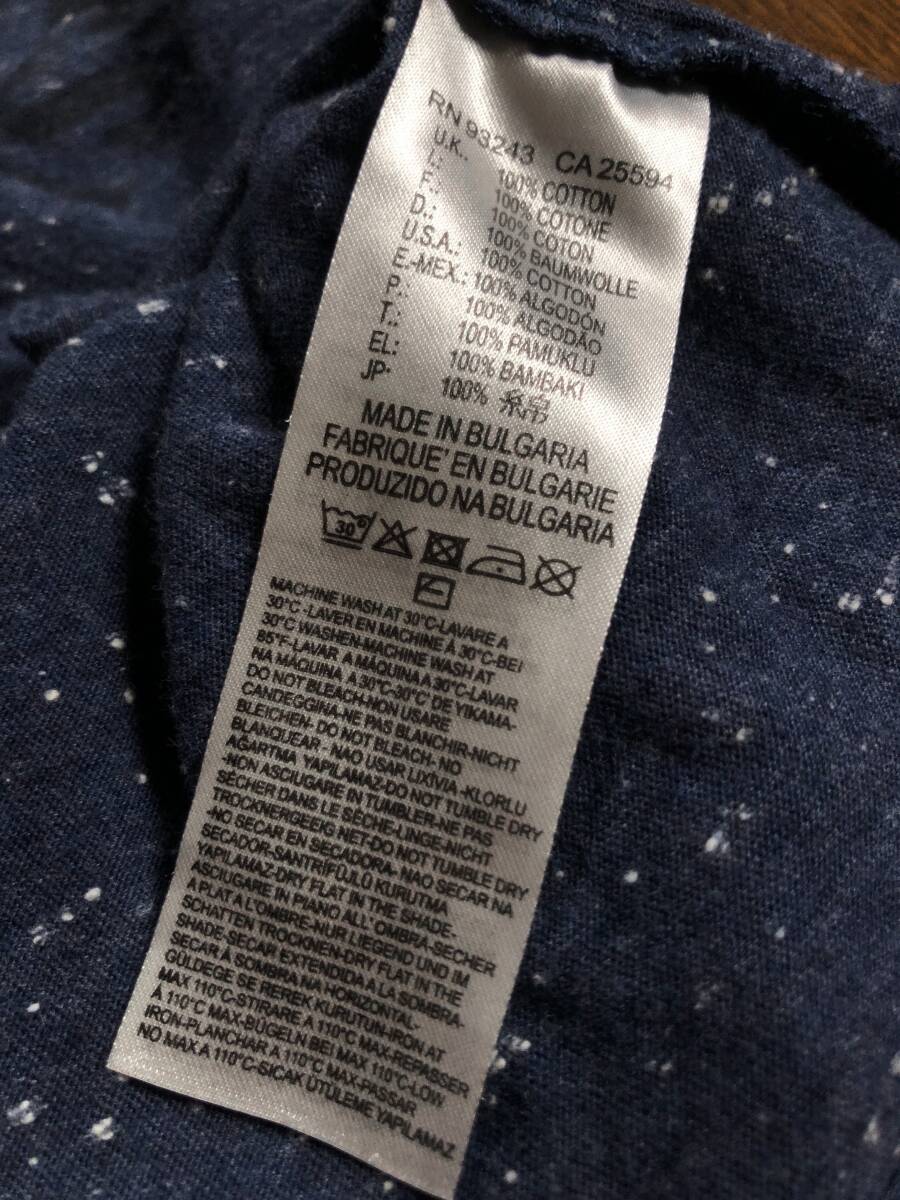 RN 93243 CA 25594
U.K.: 100% COTTON
I.: 100% COTONE
F.: 100% COTON
D.: 100% BAUMWOLLE
U.S.A.: 100% COTTON
E-MEX.: 100% ALGODÓN
P.: 100% ALGODÃO
T.: 100% PAMUKLU
EL: 100% BAMBAKI
JP· 100%
MADE IN BULGARIA
FABRIQUE' EN BULGARIE
PRODUZIDO NA BULGARIA
30°
MACHINE WASH AT 30°C-LAVARE A
30°C -LAVER EN MACHINE À 30°C-BEI
30°C WASHEN-MACHINE WASH AT
85°F-LAVAR A MÁQUINA A 30°C-LAVAR
NA MÁQUINA A 30°C-30°C DE YIKAMA-
DO NOT BLEACH-NON USARE
CANDEGGINA-NE PAS BLANCHIR-NICHT
BLEICHEN- DO NOT BLEACH- NO
BLANQUEAR - NAO USAR LIXÍVIA -KLORLU
AĞARTMA YAPILAMAZ-DO NOT TUMBLE DRY
-NON ASCIUGARE IN TUMBLER-NE PAS
SÉCHER DANS LE SÈCHE-LINGE-NICHT
TROCKNERGEEIG NET-DO NOT TUMBLE DRY
-NO SECAR EN SECADORA- NAO SECAR NA
SECADOR-SANTRİFÜJLÜ KURUTMA
YAPILAMAZ-DRY FLAT IN THE SHADE-
ASCIUGARE IN PIANO ALL'OMBRA-SÈCHER
A PLAT A L'OMBRE-NUR LIEGEND UND IM
SCHATTEN TROCKNEN-DRY FLAT IN THE
SHADE-SECAR EXTENDIDA A LA SOMBRA-
SECAR Á SOMBRA NA HORIZONTAL-
GÜLDEGE SE REREK KURUTUN-IRON AT
MAX 110°C-STIRARE A 110°C MAX-REPASSER
À 110°C MAX-BÜGELN BEI MAX 110°C-LOW
IRON-PLANCHAR A 110°C MAX-PASSAR
NO MAX A 110°C-SICAK ÜTÜLEME YAPILAMAZ